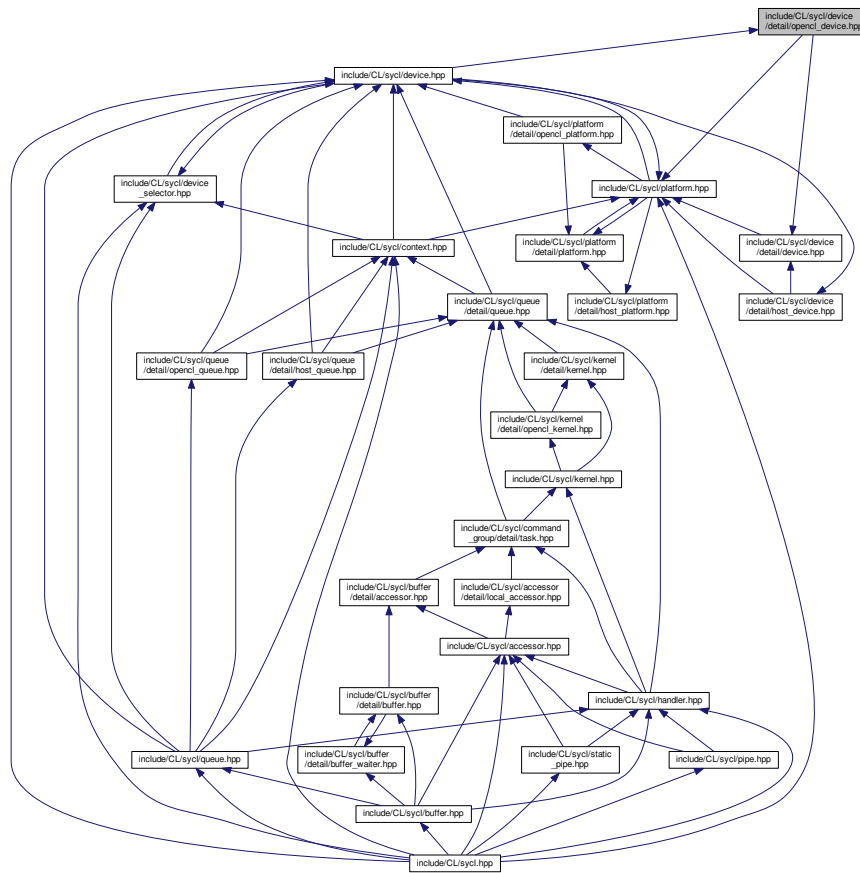 include/CL/sycl/device
/detail/opencl_device.hpp
include/CL/sycl/device.hpp
include/CL/sycl/platform
/detail/opencl_platform.hpp
include/CL/sycl/device
_selector.hpp
include/CL/sycl/platform.hpp
include/CL/sycl/context.hpp
include/CL/sycl/platform
/detail/platform.hpp
include/CL/sycl/device
/detail/device.hpp
include/CL/sycl/queue
/detail/queue.hpp
include/CL/sycl/platform
/detail/host_platform.hpp
include/CL/sycl/device
/detail/host_device.hpp
include/CL/sycl/queue
/detail/opencl_queue.hpp
include/CL/sycl/queue
/detail/host_queue.hpp
include/CL/sycl/kernel
/detail/kernel.hpp
include/CL/sycl/kernel
/detail/opencl_kernel.hpp
include/CL/sycl/kernel.hpp
include/CL/sycl/command
_group/detail/task.hpp
include/CL/sycl/buffer
/detail/accessor.hpp
include/CL/sycl/accessor
/detail/local_accessor.hpp
include/CL/sycl/accessor.hpp
include/CL/sycl/buffer
/detail/buffer.hpp
include/CL/sycl/handler.hpp
include/CL/sycl/queue.hpp
include/CL/sycl/buffer
/detail/buffer_waiter.hpp
include/CL/sycl/static
_pipe.hpp
include/CL/sycl/pipe.hpp
include/CL/sycl/buffer.hpp
include/CL/sycl.hpp